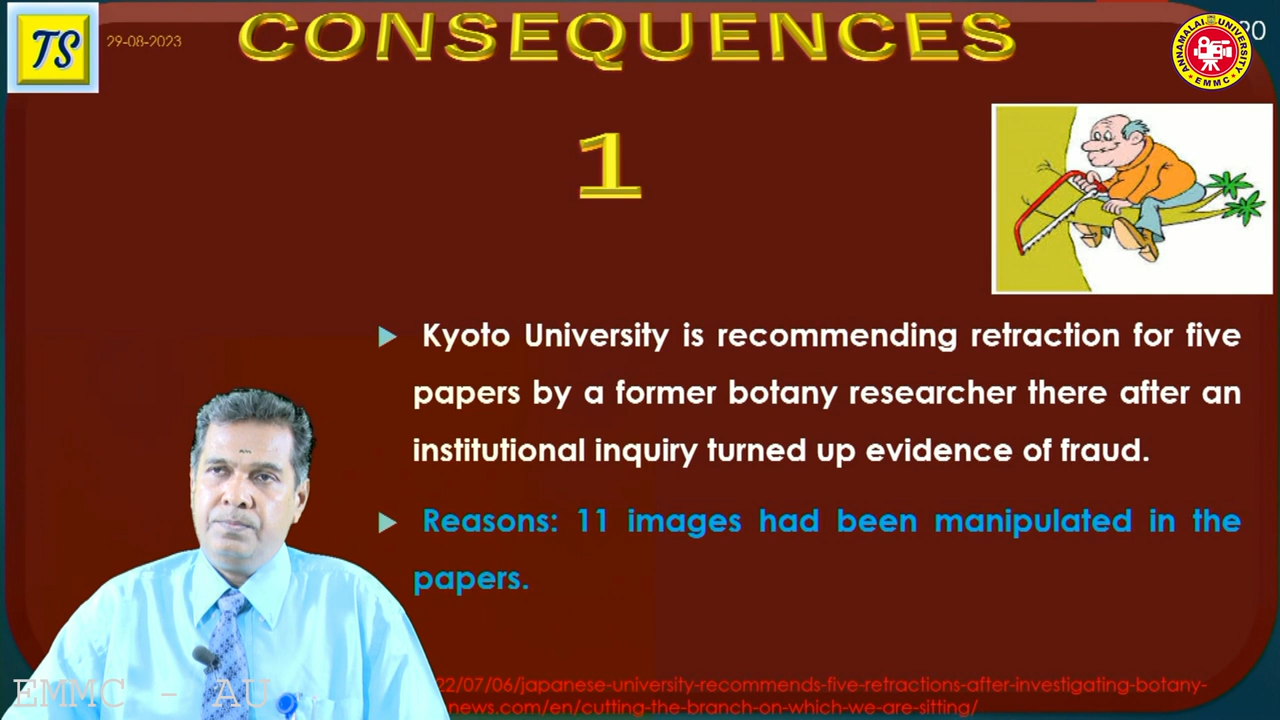 TS
29-08-2023
CONSEQUENCES
ANNAMALAI UNIVERSITY
EMMC
1
Kyoto University is recommending retraction for five
papers by a former botany researcher there after an
institutional inquiry turned up evidence of fraud.
Reasons: 11 images had been manipulated in the
papers.
22/07/06/japanese-university-recommends-five-retractions-after-investigating-botany-
news.com/en/cutting-the-branch-on-which-we-are-sitting/
EMMC - AU